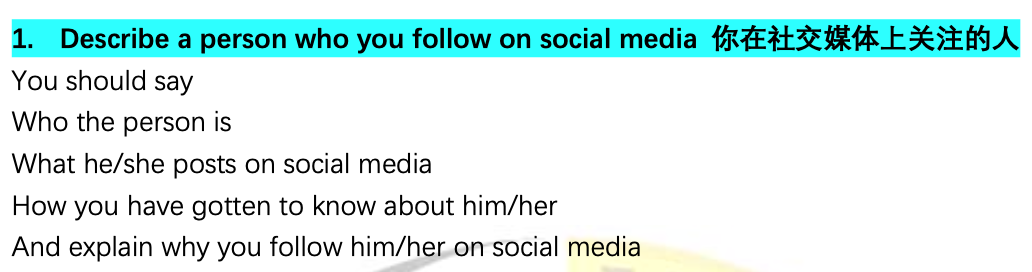 1. Describe a person who you follow on social media 你在社交媒体上关注的人
You should say
Who the person is
What he/she posts on social media
How you have gotten to know about him/her
And explain why you follow him/her on social media